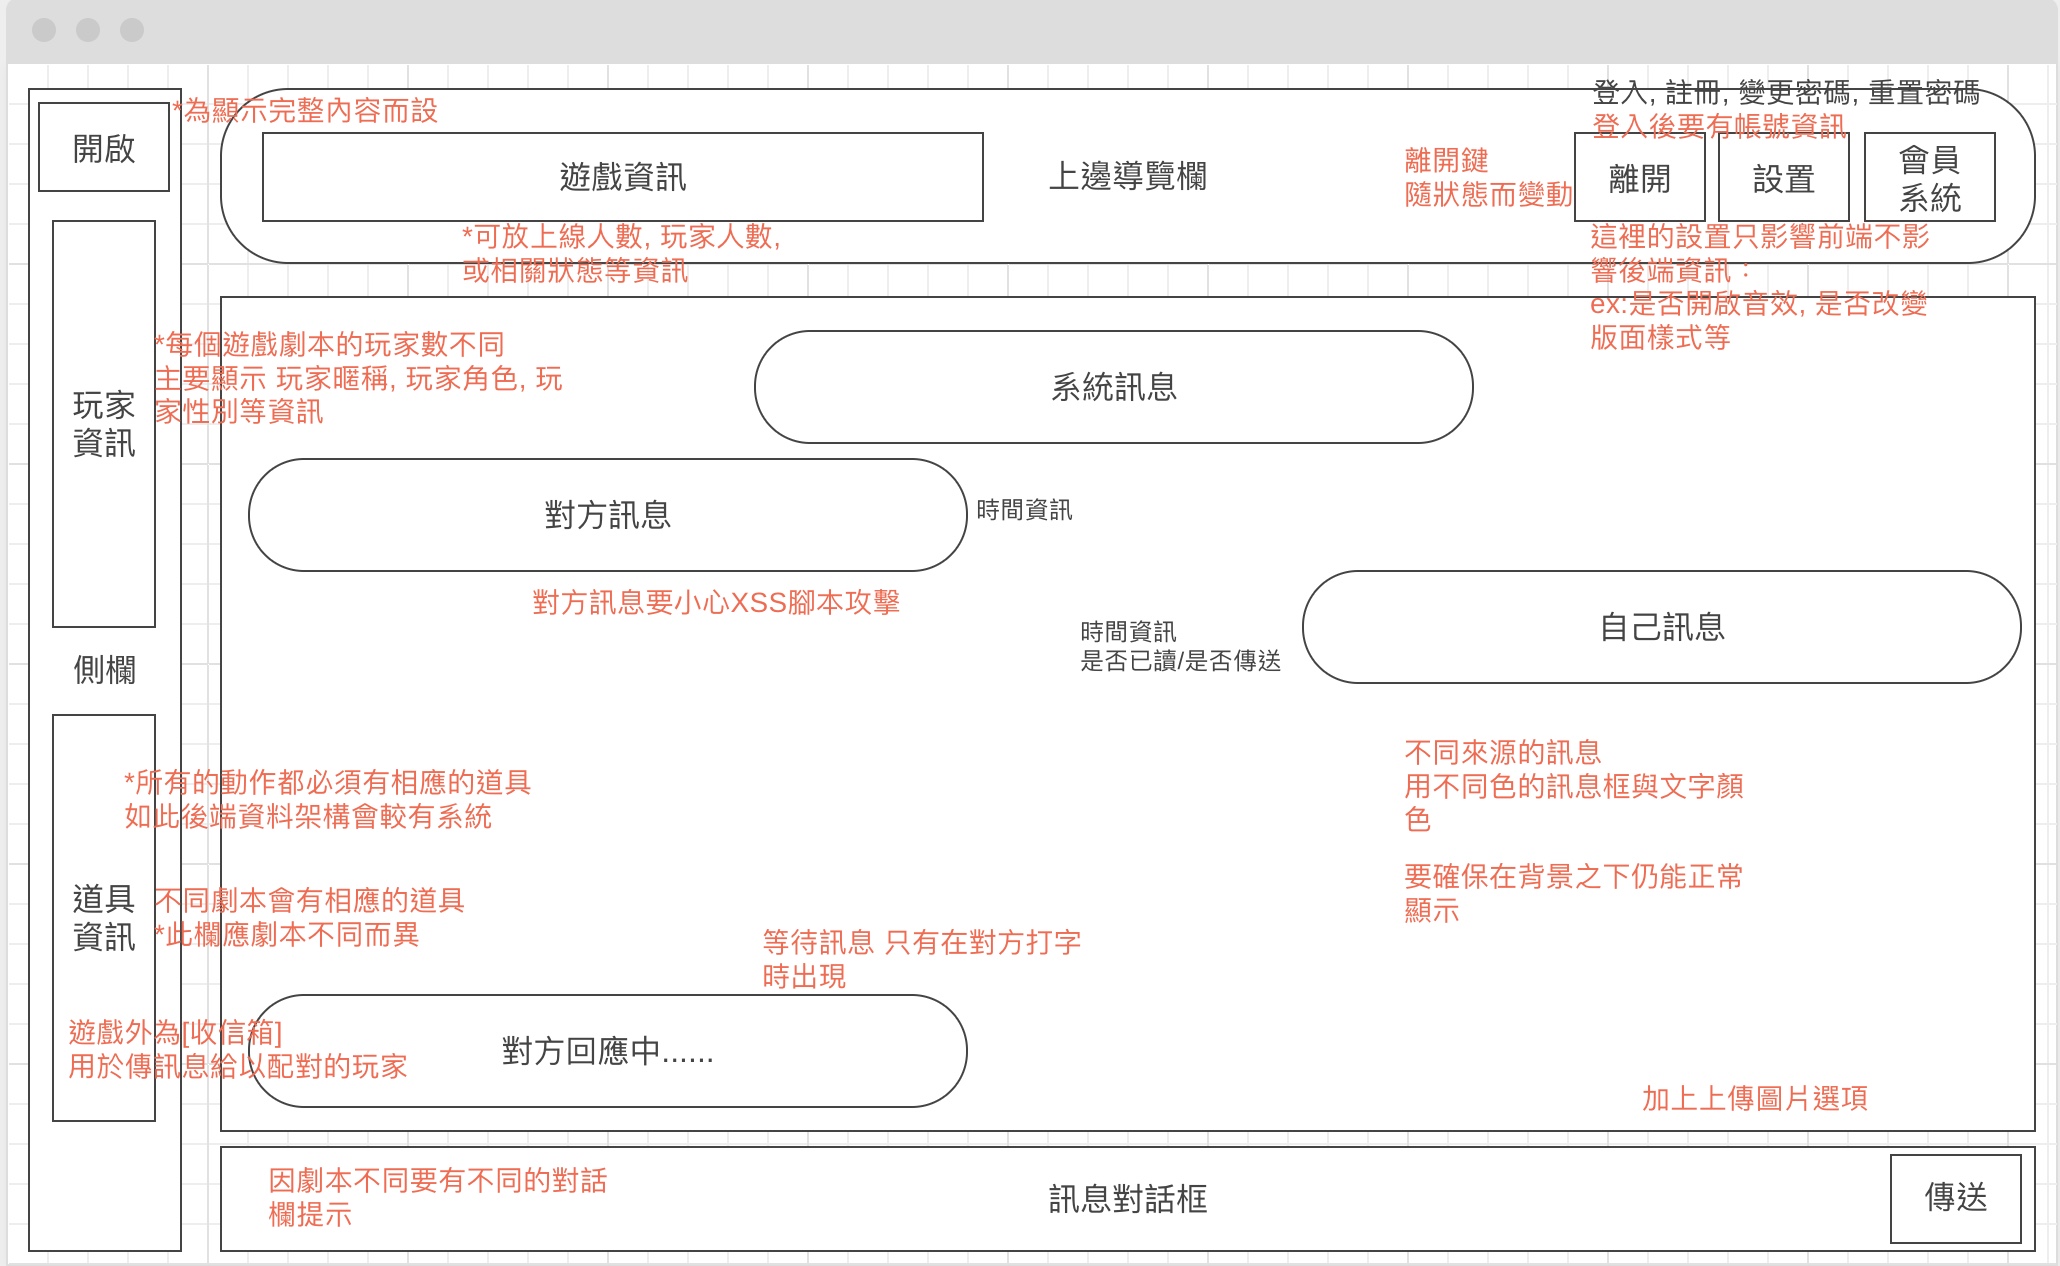 登入, 註冊, 變更密碼, 重置密碼
登入後要有帳號資訊
開啟
*為顯示完整內容而設
遊戲資訊
上邊導覽欄
離開鍵
隨狀態而變動
離開
設置
會員
系統
*可放上線人數, 玩家人數,
或相關狀態等資訊
這裡的設置只影響前端不影
響後端資訊：
ex:是否開啟音效, 是否改變
版面樣式等
*每個遊戲劇本的玩家數不同
主要顯示 玩家暱稱, 玩家角色, 玩
家性別等資訊
玩家
資訊
系統訊息
對方訊息
時間資訊
對方訊息要小心XSS腳本攻擊
時間資訊
是否已讀/是否傳送
自己訊息
側欄
*所有的動作都必須有相應的道具
如此後端資料架構會較有系統
不同來源的訊息
用不同色的訊息框與文字顏
色
要確保在背景之下仍能正常
顯示
道具
資訊
不同劇本會有相應的道具
*此欄應劇本不同而異
等待訊息 只有在對方打字
時出現
遊戲外為[收信箱]
用於傳訊息給以配對的玩家
對方回應中......
加上上傳圖片選項
因劇本不同要有不同的對話
欄提示
訊息對話框
傳送